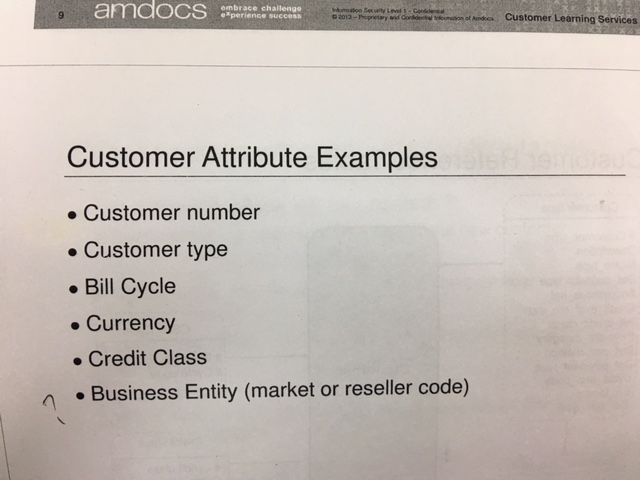 Customer Attribute Examples
• Customer number
• Customer type
• Bill Cycle
• Currency
• Credit Class
• Business Entity (market or reseller code)
9
amdocs
embrace challenge
experience success
Information Security Level 1 - Confidential
© 2012 - Proprietary and Confidential Information of Amdocs
Customer Learning Services